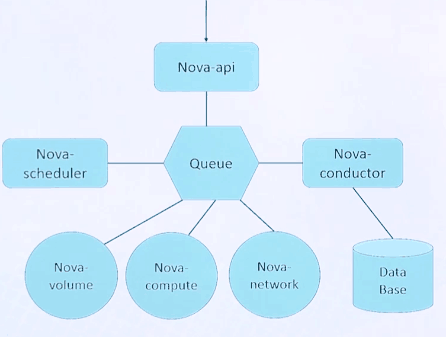 Nova-api
Nova-
scheduler
Queue
Nova-
conductor
Nova-
volume
Nova-
compute
Nova-
network
Data
Base